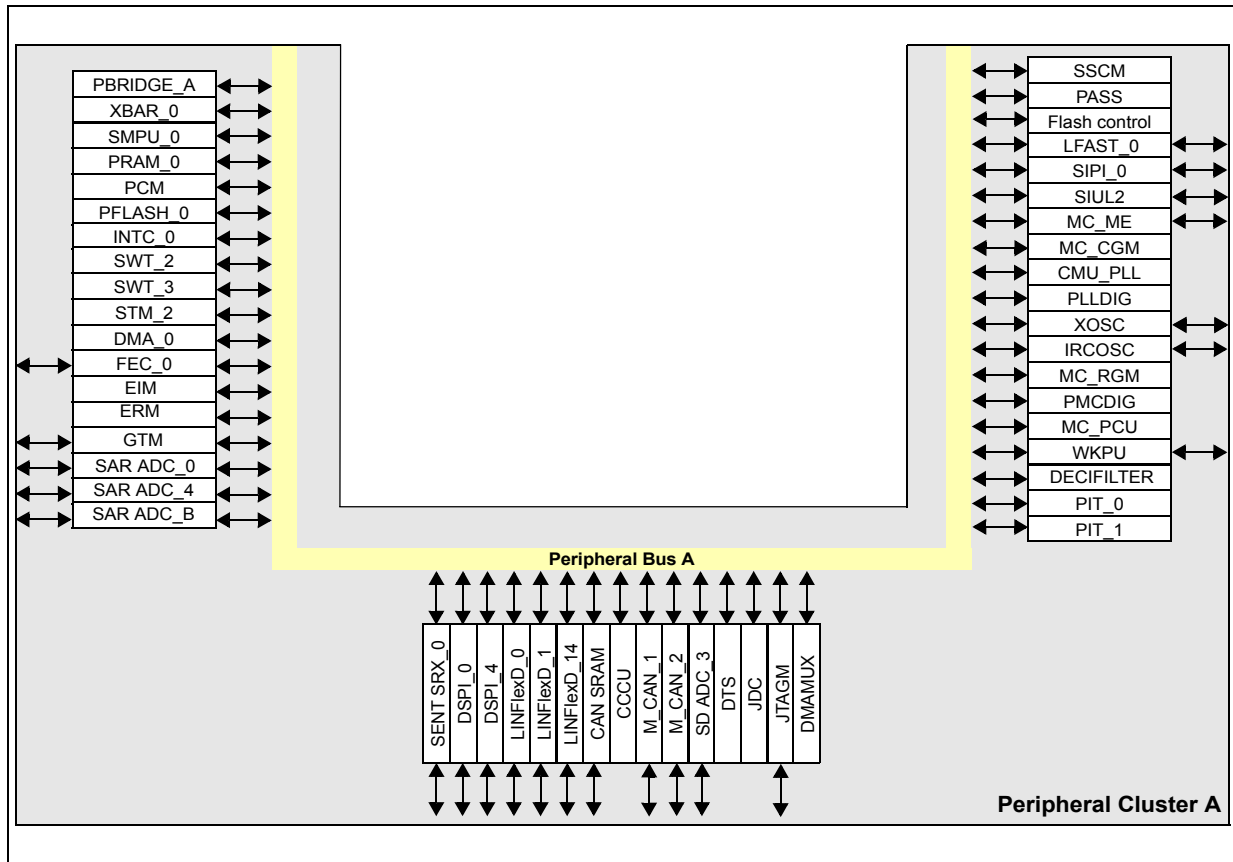 PBRIDGE_A
XBAR_0
SMPU_0
PRAM_0
PCM
PFLASH_0
INTC_0
SWT_2
SWT_3
STM_2
DMA_0
FEC_0
EIM
ERM
GTM
SAR ADC_0
SAR ADC_4
SAR ADC_B
SSCM
PASS
Flash control
LFAST_0
SIPI_0
SIUL2
MC_ME
MC_CGM
CMU_PLL
PLLDIG
XOSC
IRCOSC
MC_RGM
PMCDIG
MC_PCU
WKPU
DECIFILTER
PIT_0
PIT_1
Peripheral Bus A
SENT SRX_0
DSPI_0
DSPI_4
LINFlexD_0
LINFlexD_1
LINFlexD_14
CAN SRAM
CCCU
M_CAN_1
M_CAN_2
SD ADC_3
DTS
JDC
JTAGM
DMAMUX
Peripheral Cluster A